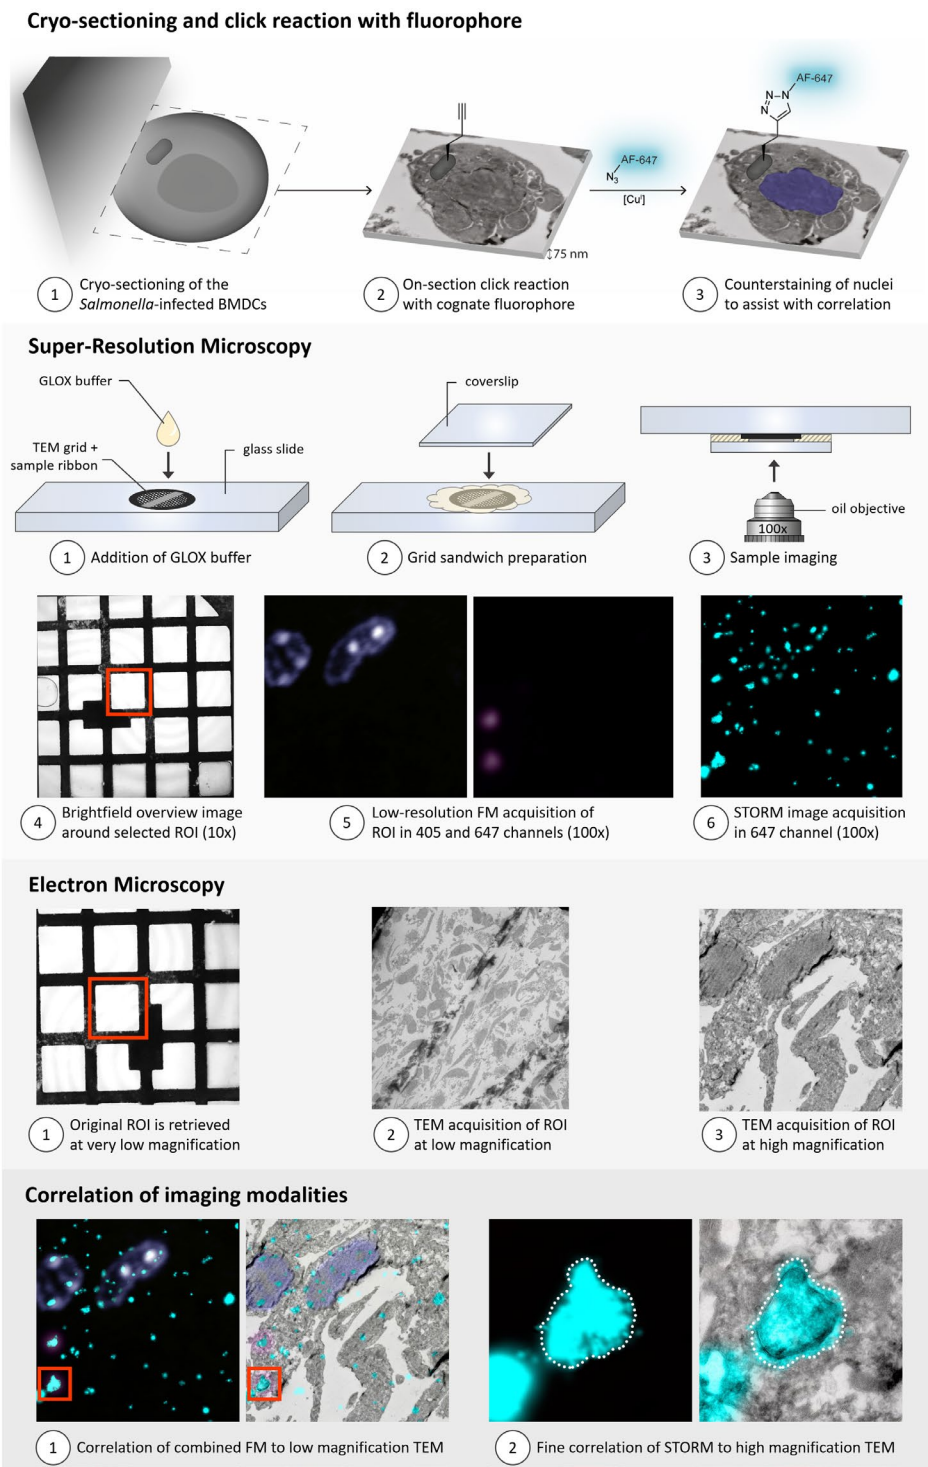 Cryo-sectioning and click reaction with fluorophore
AF-647
N
N
N
AF-647
N3
[CuI]
75 nm
1 Cryo-sectioning of the
Salmonella-infected BMDCs
2 On-section click reaction
with cognate fluorophore
3 Counterstaining of nuclei
to assist with correlation
Super-Resolution Microscopy
GLOX buffer
TEM grid +
sample ribbon
glass slide
coverslip
100x
oil objective
1 Addition of GLOX buffer
2 Grid sandwich preparation
3 Sample imaging
4 Brightfield overview image
around selected ROI (10x)
5 Low-resolution FM acquisition of
ROI in 405 and 647 channels (100x)
6 STORM image acquisition
in 647 channel (100x)
Electron Microscopy
1 Original ROI is retrieved
at very low magnification
2 TEM acquisition of ROI
at low magnification
3 TEM acquisition of ROI
at high magnification
Correlation of imaging modalities
1 Correlation of combined FM to low magnification TEM
2 Fine correlation of STORM to high magnification TEM